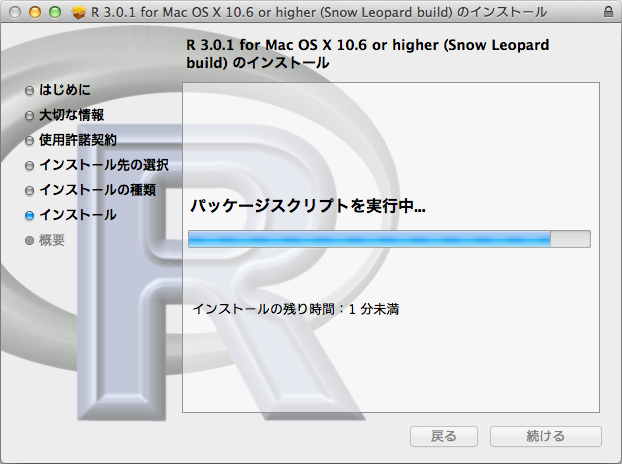 R 3.0.1 for Mac OS X 10.6 or higher (Snow Leopard build) のインストール
R 3.0.1 for Mac OS X 10.6 or higher (Snow Leopard
build) のインストール
はじめに
大切な情報
使用許諾契約
インストール先の選択
インストールの種類
インストール
概要
パッケージスクリプトを実行中...
インストールの残り時間：1 分未満
戻る
続ける
R